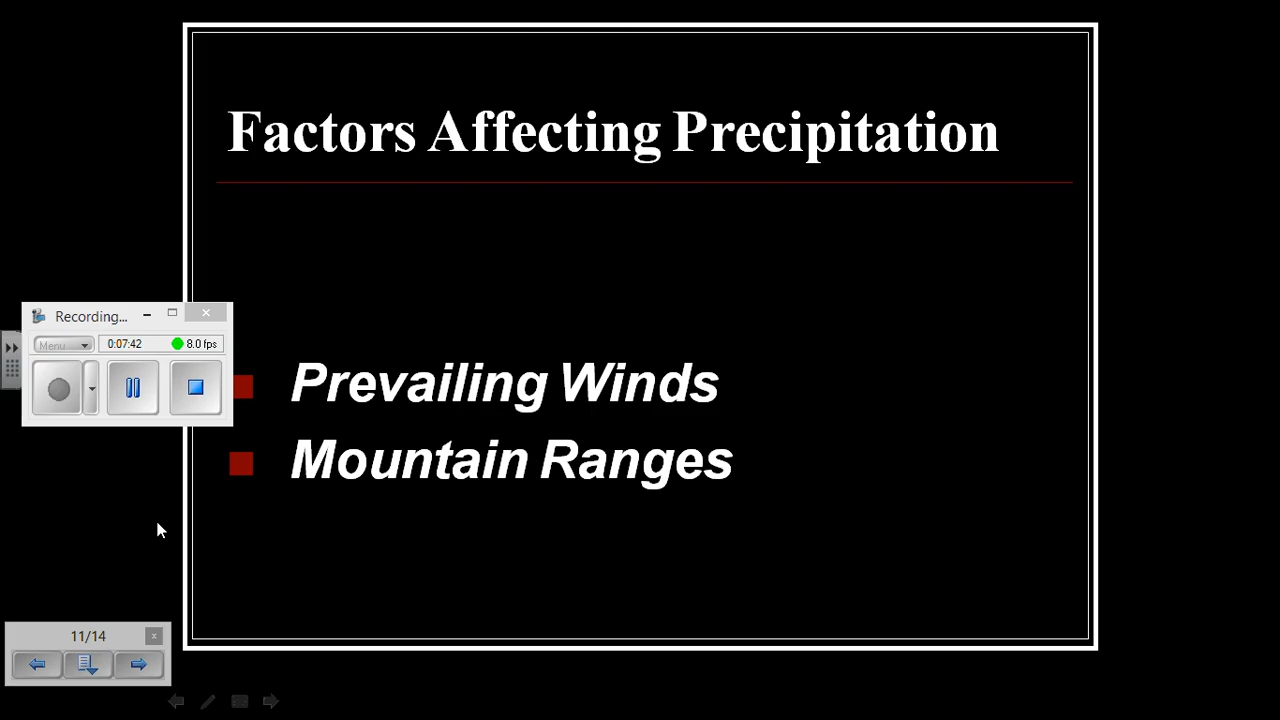 Factors Affecting Precipitation
Recording...
Menu
0:07:42
8.0 fps
Prevailing Winds
Mountain Ranges
11/14